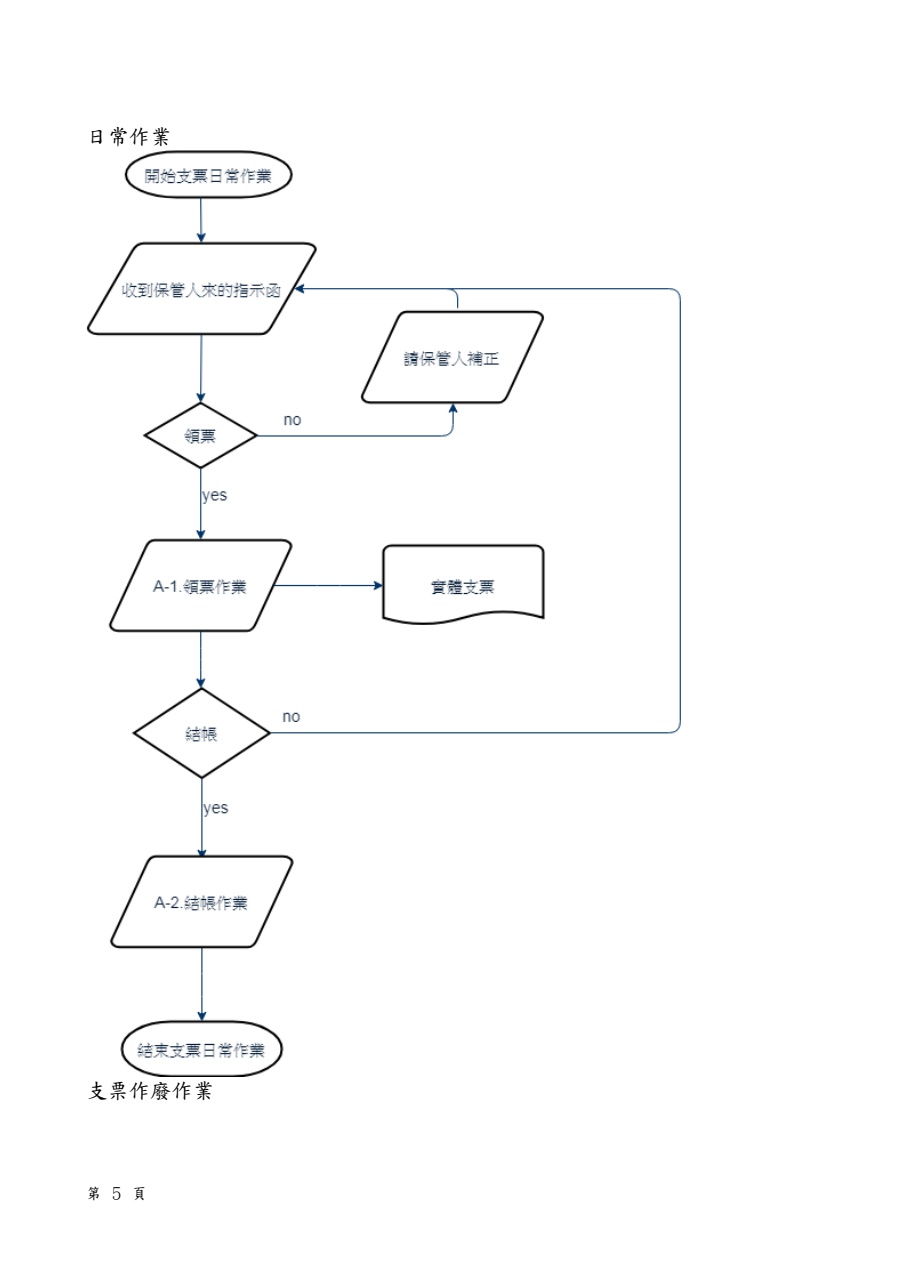 日常作業
開始支票日常作業
收到保管人來的指示函
請保管人補正
領票
no
yes
A-1.領票作業
實體支票
結帳
no
yes
A-2.結帳作業
結束支票日常作業
支票作廢作業
第 5 頁